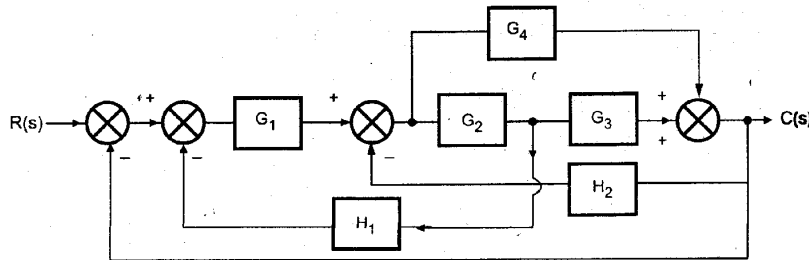 G4
R(s) + + G1 + G2 G3 + + C(s)
− − −
H2
H1